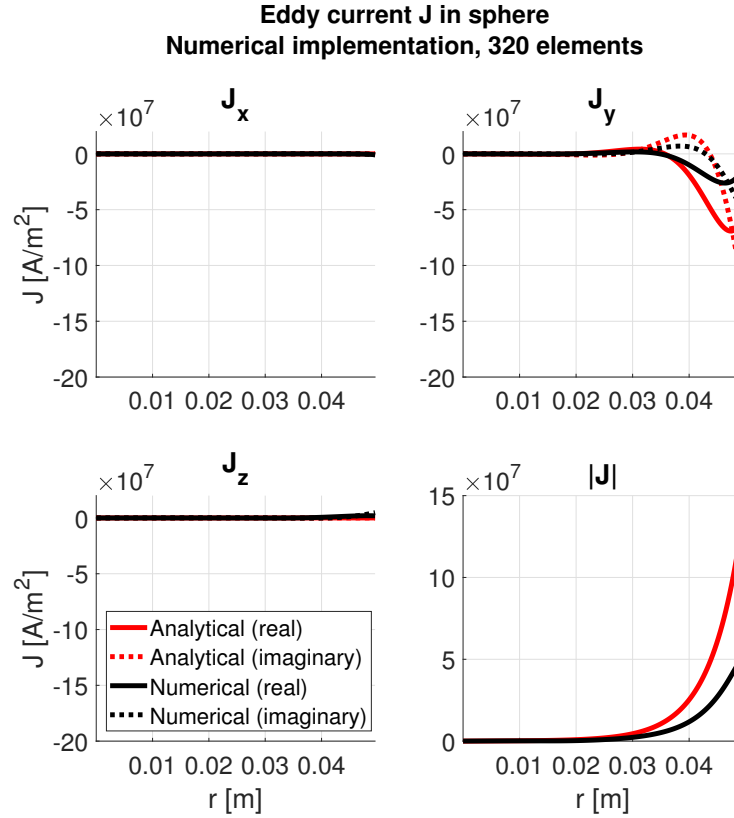 Eddy current J in sphere
Numerical implementation, 320 elements
×10^7
J_x
0
-5
-10
-15
-20
0.01 0.02 0.03 0.04
J [A/m^2]
×10^7
J_y
0
-5
-10
-15
-20
0.01 0.02 0.03 0.04
×10^7
J_z
0
-5
-10
-15
-20
0.01 0.02 0.03 0.04
J [A/m^2]
r [m]
Analytical (real)
Analytical (imaginary)
Numerical (real)
Numerical (imaginary)
×10^7
|J|
15
10
5
0
0.01 0.02 0.03 0.04
r [m]